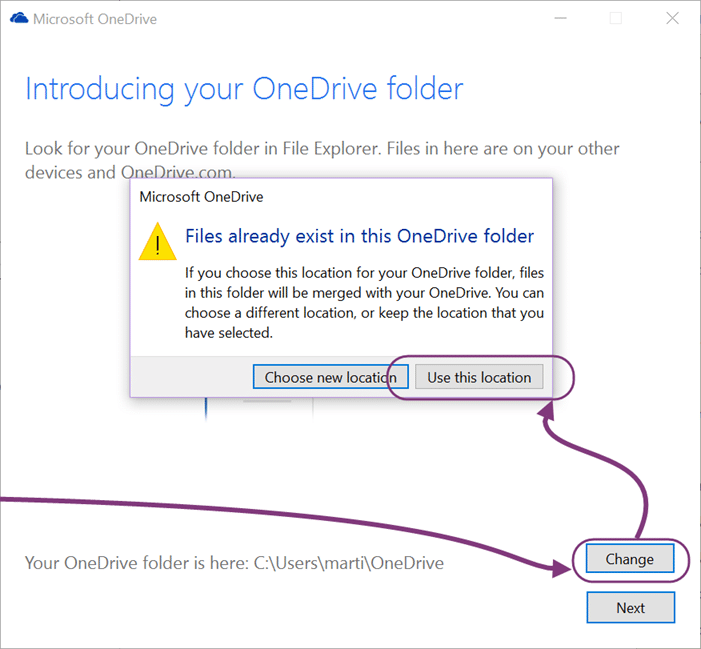 Microsoft OneDrive
Introducing your OneDrive folder
Look for your OneDrive folder in File Explorer. Files in here are on your other
devices and OneDrive.com.
Microsoft OneDrive
Files already exist in this OneDrive folder
If you choose this location for your OneDrive folder, files
in this folder will be merged with your OneDrive. You can
choose a different location, or keep the location that you
have selected.
Choose new location Use this location
Your OneDrive folder is here: C:\Users\marti\OneDrive
Change
Next